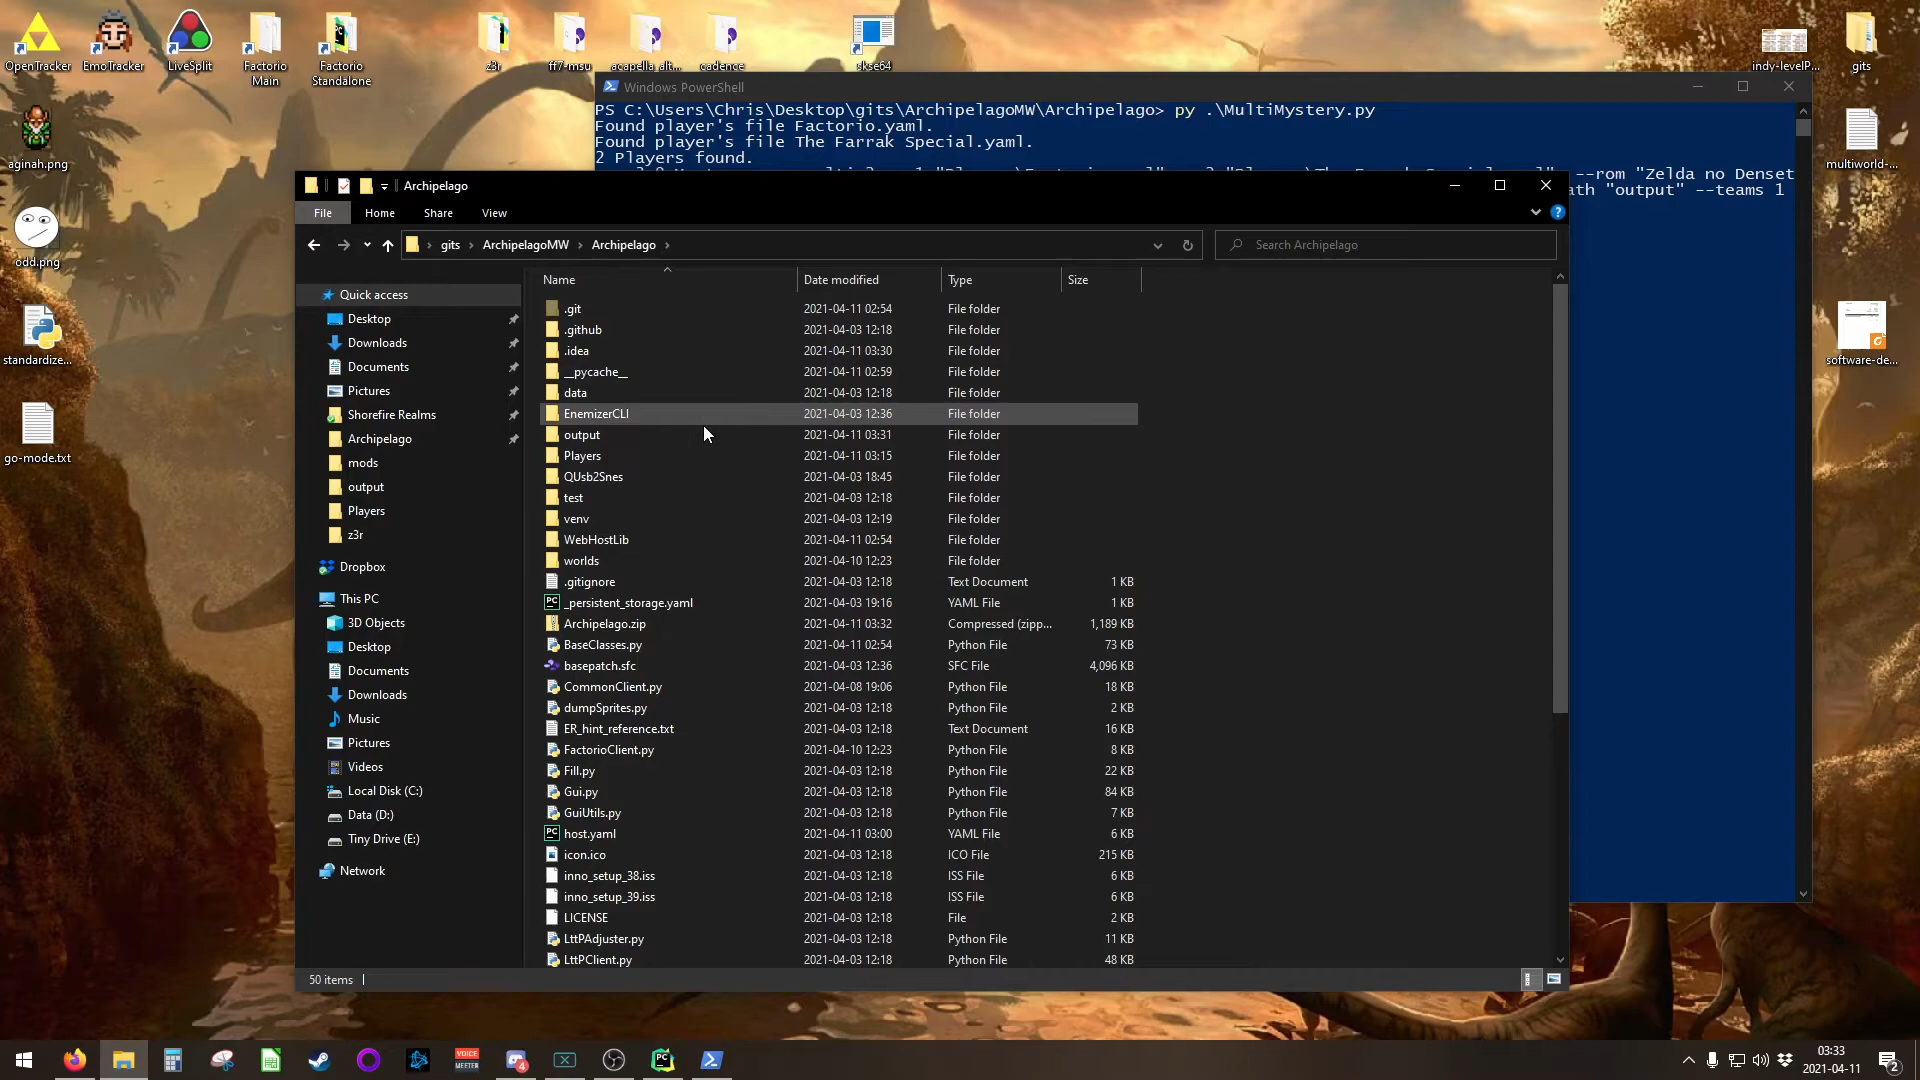 OpenTracker
EmoTracker
LiveSplit
Factorio
Main
Factorio
Standalone
z3r
ff7-msu
acapella_alt...
cadence
skse64
indy-levelP...
gits
aginah.png
odd.png
standardize...
go-mode.txt
multiworld-...
software-de...
Windows PowerShell
PS C:\Users\Chris\Desktop\gits\ArchipelagoMW\Archipelago> py .\MultiMystery.py
Found player's file Factorio.yaml.
Found player's file The Farrak Special.yaml.
2 Players found.
--rom "Zelda no Denset
ath "output" --teams 1
Archipelago
File
Home
Share
View
gits
ArchipelagoMW
Archipelago
Search Archipelago
Quick access
Desktop
Downloads
Documents
Pictures
Shorefire Realms
Archipelago
mods
output
Players
z3r
Dropbox
This PC
3D Objects
Desktop
Documents
Downloads
Music
Pictures
Videos
Local Disk (C:)
Data (D:)
Tiny Drive (E:)
Network
Name Date modified Type Size
.git 2021-04-11 02:54 File folder
.github 2021-04-03 12:18 File folder
.idea 2021-04-11 03:30 File folder
__pycache__ 2021-04-11 02:59 File folder
data 2021-04-03 12:18 File folder
EnemizerCLI 2021-04-03 12:36 File folder
output 2021-04-11 03:31 File folder
Players 2021-04-11 03:15 File folder
QUsb2Snes 2021-04-03 18:45 File folder
test 2021-04-03 12:18 File folder
venv 2021-04-03 12:19 File folder
WebHostLib 2021-04-11 02:54 File folder
worlds 2021-04-10 12:23 File folder
.gitignore 2021-04-03 12:18 Text Document 1 KB
_persistent_storage.yaml 2021-04-03 19:16 YAML File 1 KB
Archipelago.zip 2021-04-11 03:32 Compressed (zipp... 1,189 KB
BaseClasses.py 2021-04-11 02:54 Python File 73 KB
basepatch.sfc 2021-04-03 12:36 SFC File 4,096 KB
CommonClient.py 2021-04-08 19:06 Python File 18 KB
dumpSprites.py 2021-04-03 12:18 Python File 2 KB
ER_hint_reference.txt 2021-04-03 12:18 Text Document 16 KB
FactorioClient.py 2021-04-10 12:23 Python File 8 KB
Fill.py 2021-04-03 12:18 Python File 22 KB
Gui.py 2021-04-03 12:18 Python File 84 KB
GuiUtils.py 2021-04-03 12:18 Python File 7 KB
host.yaml 2021-04-11 03:00 YAML File 6 KB
icon.ico 2021-04-03 12:18 ICO File 215 KB
inno_setup_38.iss 2021-04-03 12:18 ISS File 6 KB
inno_setup_39.iss 2021-04-03 12:18 ISS File 6 KB
LICENSE 2021-04-03 12:18 File 2 KB
LttPAdjuster.py 2021-04-03 12:18 Python File 11 KB
LttPClient.py 2021-04-03 12:18 Python File 48 KB
50 items
VOICE
MEETER
4
03:33
2021-04-11
2